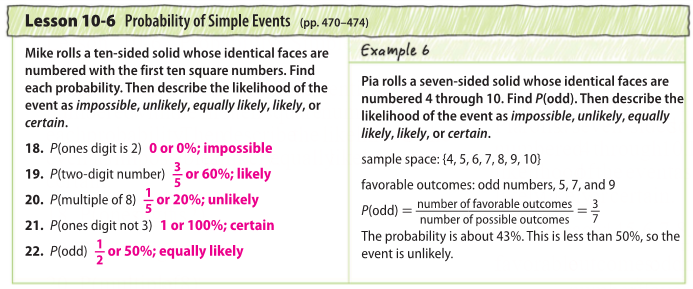 Lesson 10-6 Probability of Simple Events (pp. 470–474)
Mike rolls a ten-sided solid whose identical faces are
numbered with the first ten square numbers. Find
each probability. Then describe the likelihood of the
event as impossible, unlikely, equally likely, likely, or
certain.
18. P(ones digit is 2) 0 or 0%; impossible
19. P(two-digit number) 3/5 or 60%; likely
20. P(multiple of 8) 1/5 or 20%; unlikely
21. P(ones digit not 3) 1 or 100%; certain
22. P(odd) 1/2 or 50%; equally likely
Example 6
Pia rolls a seven-sided solid whose identical faces are
numbered 4 through 10. Find P(odd). Then describe the
likelihood of the event as impossible, unlikely, equally
likely, likely, or certain.
sample space: {4, 5, 6, 7, 8, 9, 10}
favorable outcomes: odd numbers, 5, 7, and 9
P(odd) = number of favorable outcomes / number of possible outcomes = 3/7
The probability is about 43%. This is less than 50%, so the
event is unlikely.